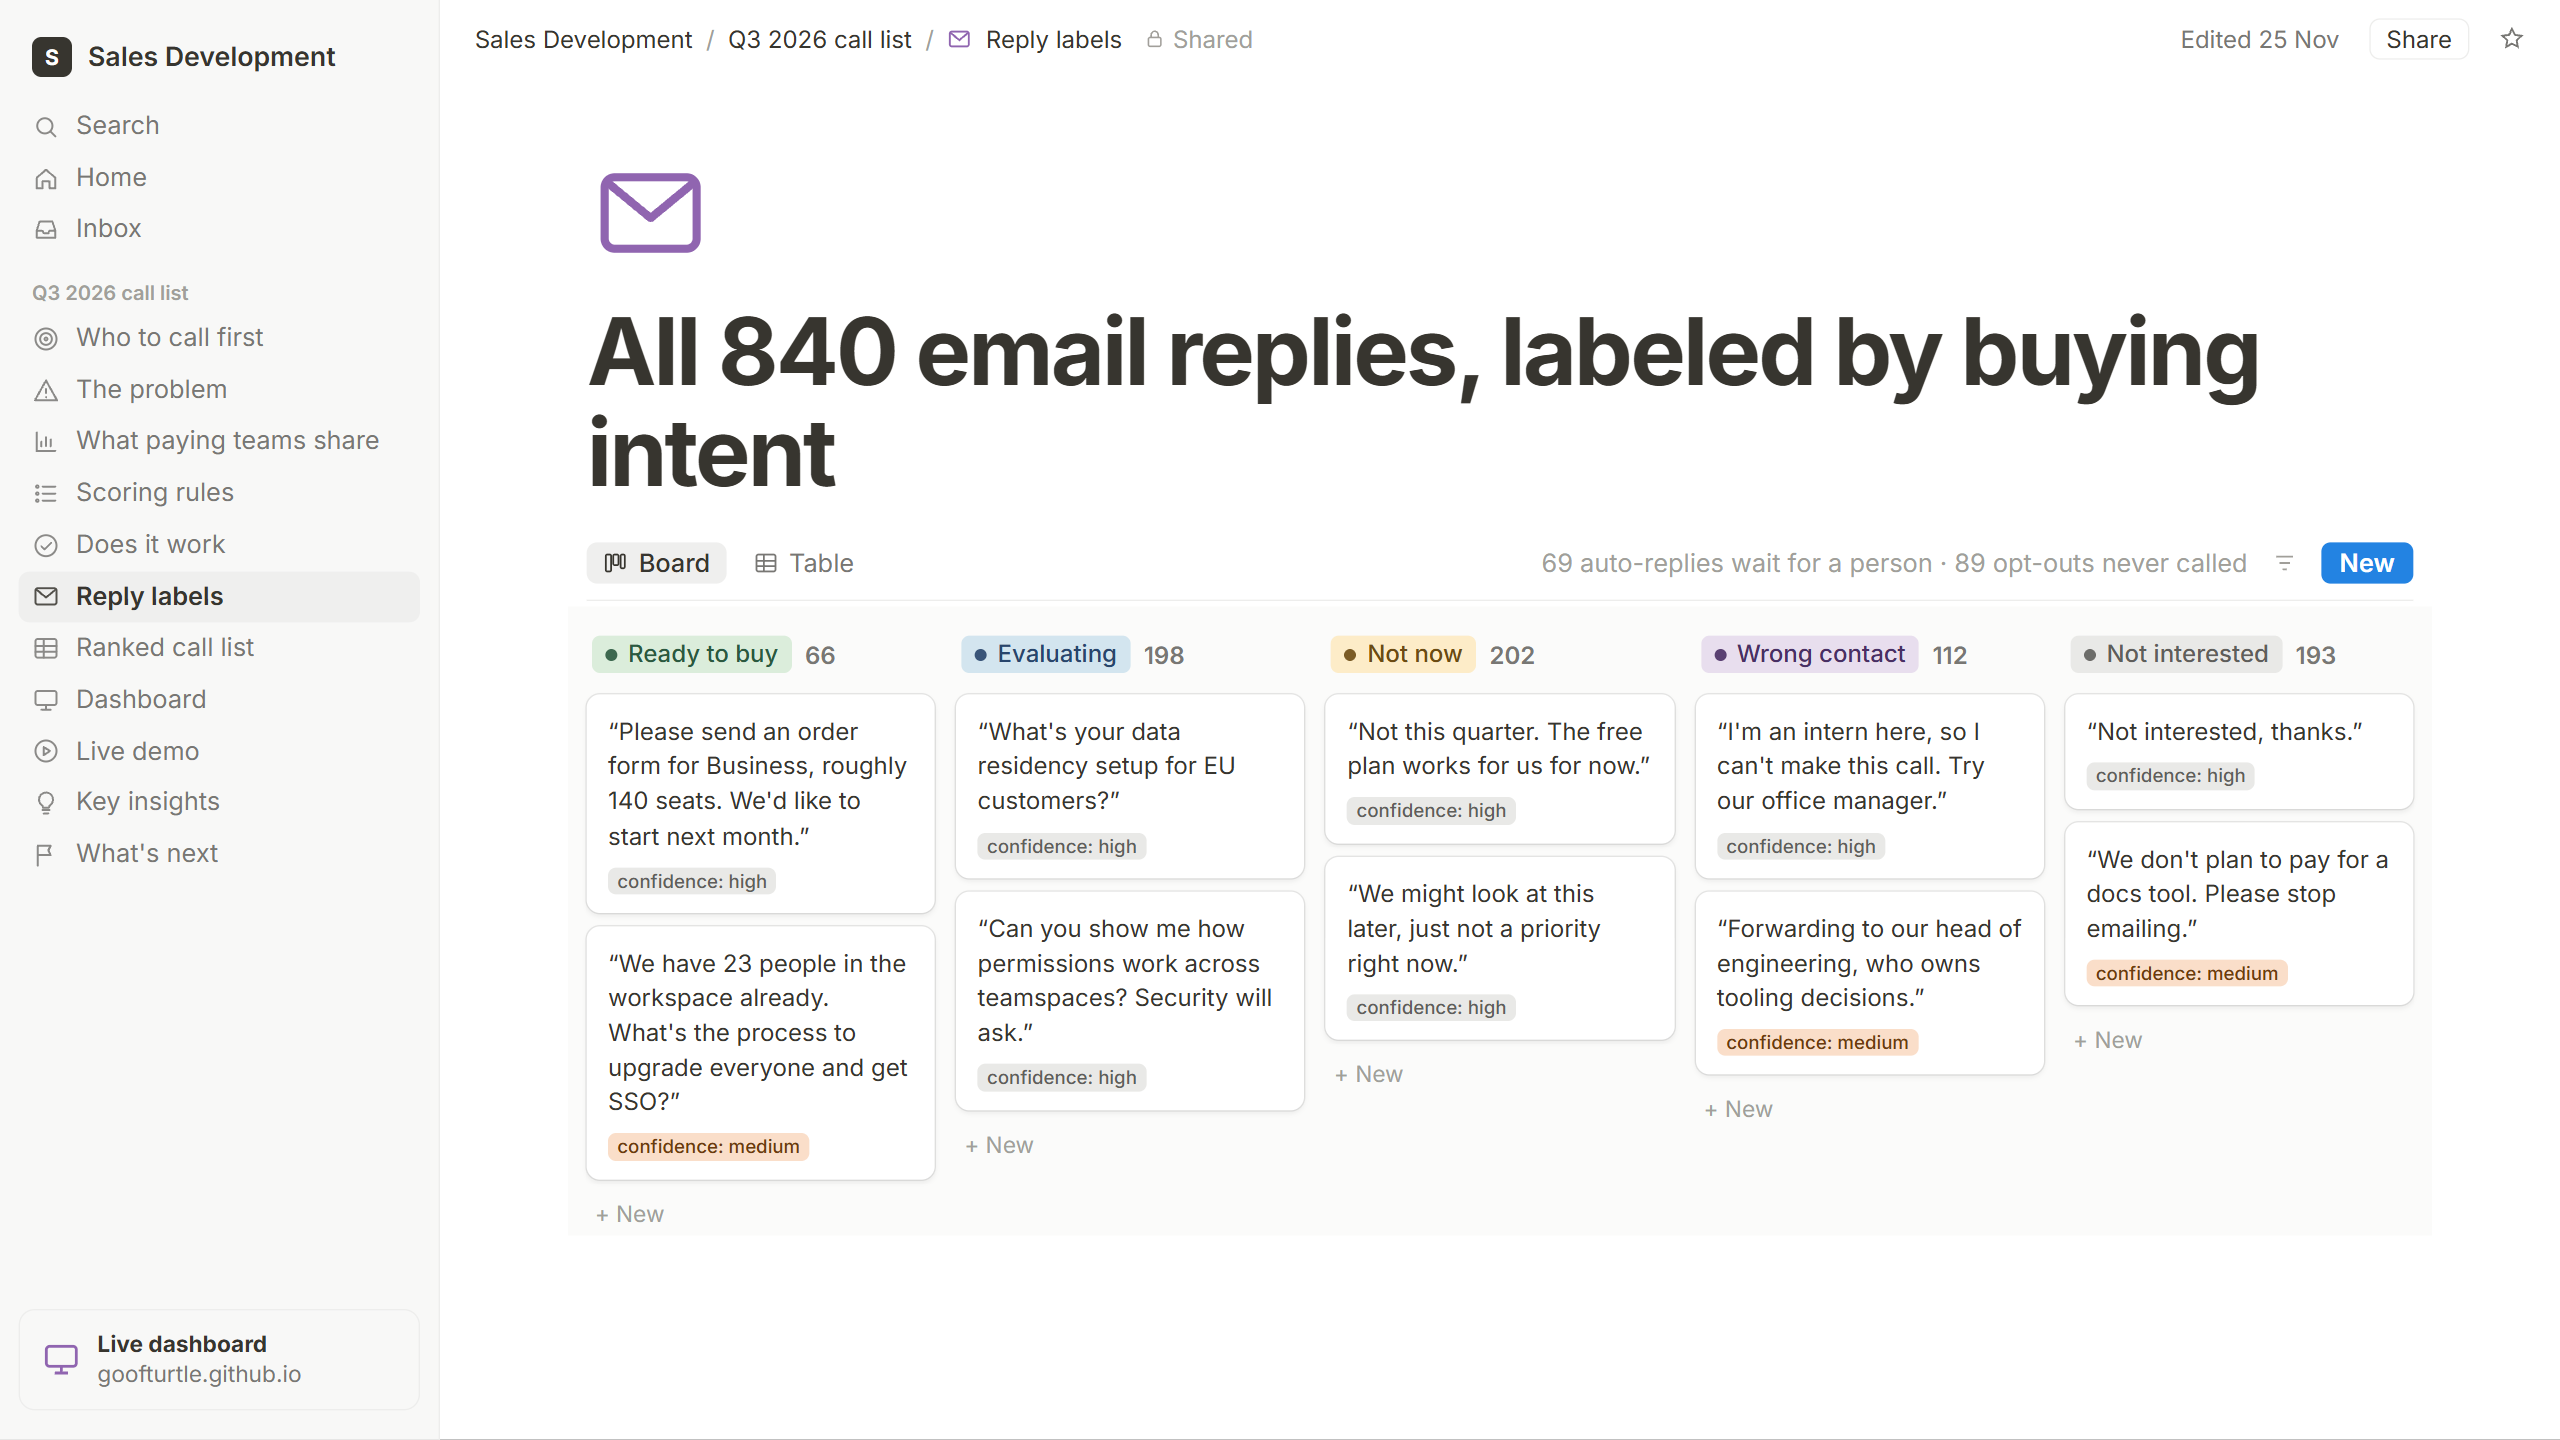 S Sales Development
Search
Home
Inbox
Q3 2026 call list
Who to call first
The problem
What paying teams share
Scoring rules
Does it work
Reply labels
Ranked call list
Dashboard
Live demo
Key insights
What's next
Live dashboard
goofturtle.github.io
Sales Development / Q3 2026 call list / Reply labels Shared
Edited 25 Nov Share
All 840 email replies, labeled by buying
intent
Board Table
69 auto-replies wait for a person · 89 opt-outs never called New
Ready to buy 66
“Please send an order
form for Business, roughly
140 seats. We'd like to
start next month.”
confidence: high
“We have 23 people in the
workspace already.
What's the process to
upgrade everyone and get
SSO?”
confidence: medium
+ New
Evaluating 198
“What's your data
residency setup for EU
customers?”
confidence: high
“Can you show me how
permissions work across
teamspaces? Security will
ask.”
confidence: high
+ New
Not now 202
“Not this quarter. The free
plan works for us for now.”
confidence: high
“We might look at this
later, just not a priority
right now.”
confidence: high
+ New
Wrong contact 112
“I'm an intern here, so I
can't make this call. Try
our office manager.”
confidence: high
“Forwarding to our head of
engineering, who owns
tooling decisions.”
confidence: medium
+ New
Not interested 193
“Not interested, thanks.”
confidence: high
“We don't plan to pay for a
docs tool. Please stop
emailing.”
confidence: medium
+ New